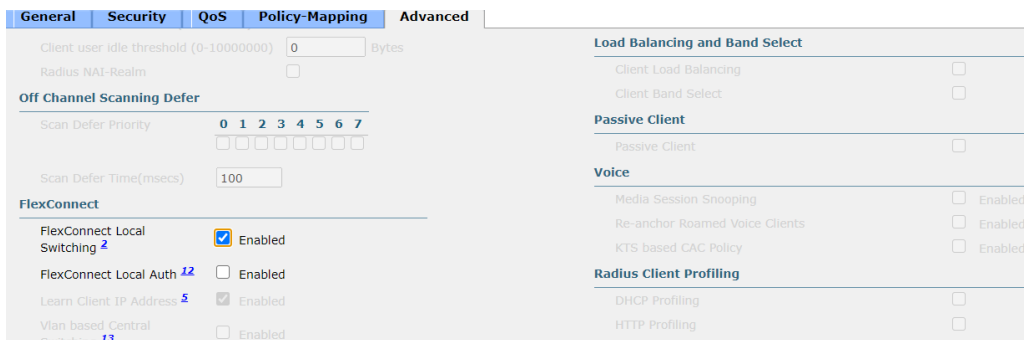 General Security QoS Policy-Mapping Advanced
Client user idle threshold (0-10000000) 0 Bytes
Radius NAI-Realm
Off Channel Scanning Defer
Scan Defer Priority 0 1 2 3 4 5 6 7
Scan Defer Time(msecs) 100
FlexConnect
FlexConnect Local
Switching 2 Enabled
FlexConnect Local Auth 12 Enabled
Learn Client IP Address 5 Enabled
Vlan based Central
Enabled
13
Load Balancing and Band Select
Client Load Balancing
Client Band Select
Passive Client
Passive Client
Voice
Media Session Snooping Enabled
Re-anchor Roamed Voice Clients Enabled
KTS based CAC Policy Enabled
Radius Client Profiling
DHCP Profiling
HTTP Profiling